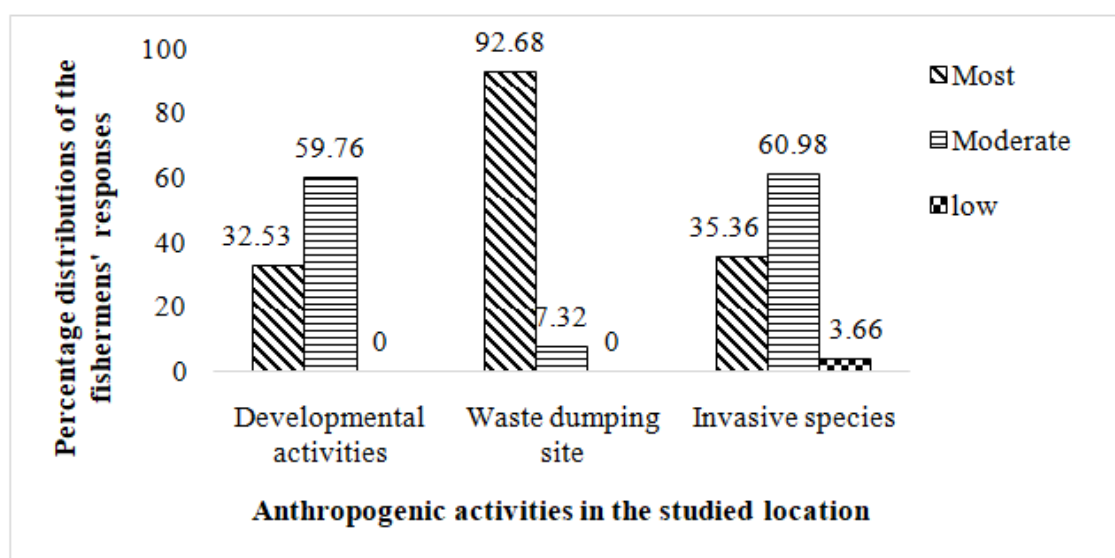 Percentage distributions of the
fishermens' responses
100
80
60
40
20
0
32.53
59.76
0
92.68
7.32
0
35.36
60.98
3.66
Most
Moderate
low
Developmental
activities
Waste dumping
site
Invasive species
Anthropogenic activities in the studied location